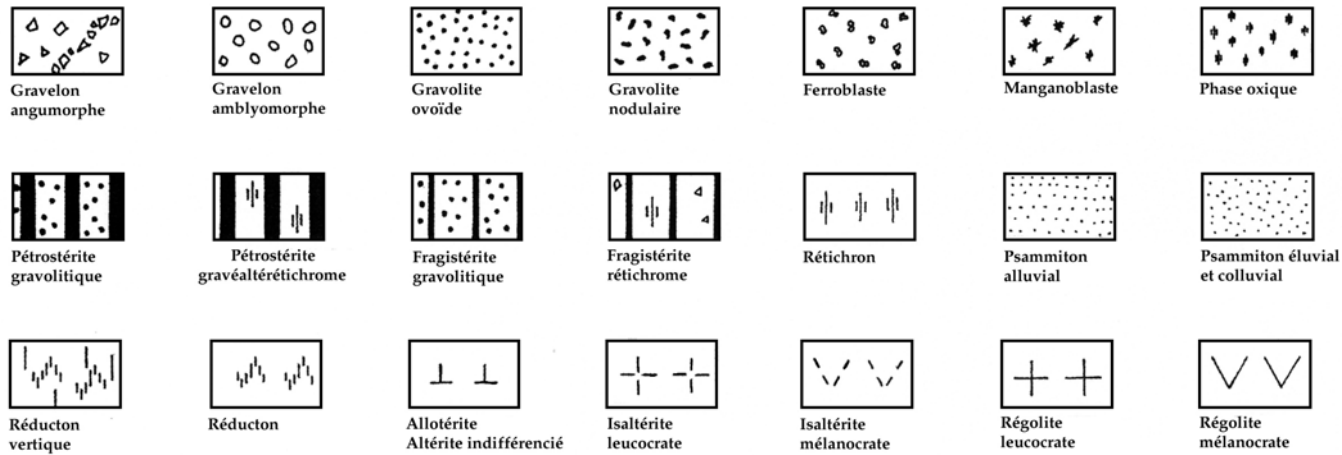 Gravelon
angumorphe
Gravelon
amblyomorphe
Gravolite
ovoïde
Gravolite
nodulaire
Ferroblaste
Manganoblaste
Phase oxique
Pétrostérite
gravolitique
Pétrostérite
gravéaltérétichrome
Fragistérite
gravolitique
Fragistérite
rétichrome
Rétichron
Psammiton
alluvial
Psammiton éluvial
et colluvial
Réducton
vertique
Réducton
Allotérite
Altérite indifférencié
Isaltérite
leucocrate
Isaltérite
mélanocrate
Régolite
leucocrate
Régolite
mélanocrate